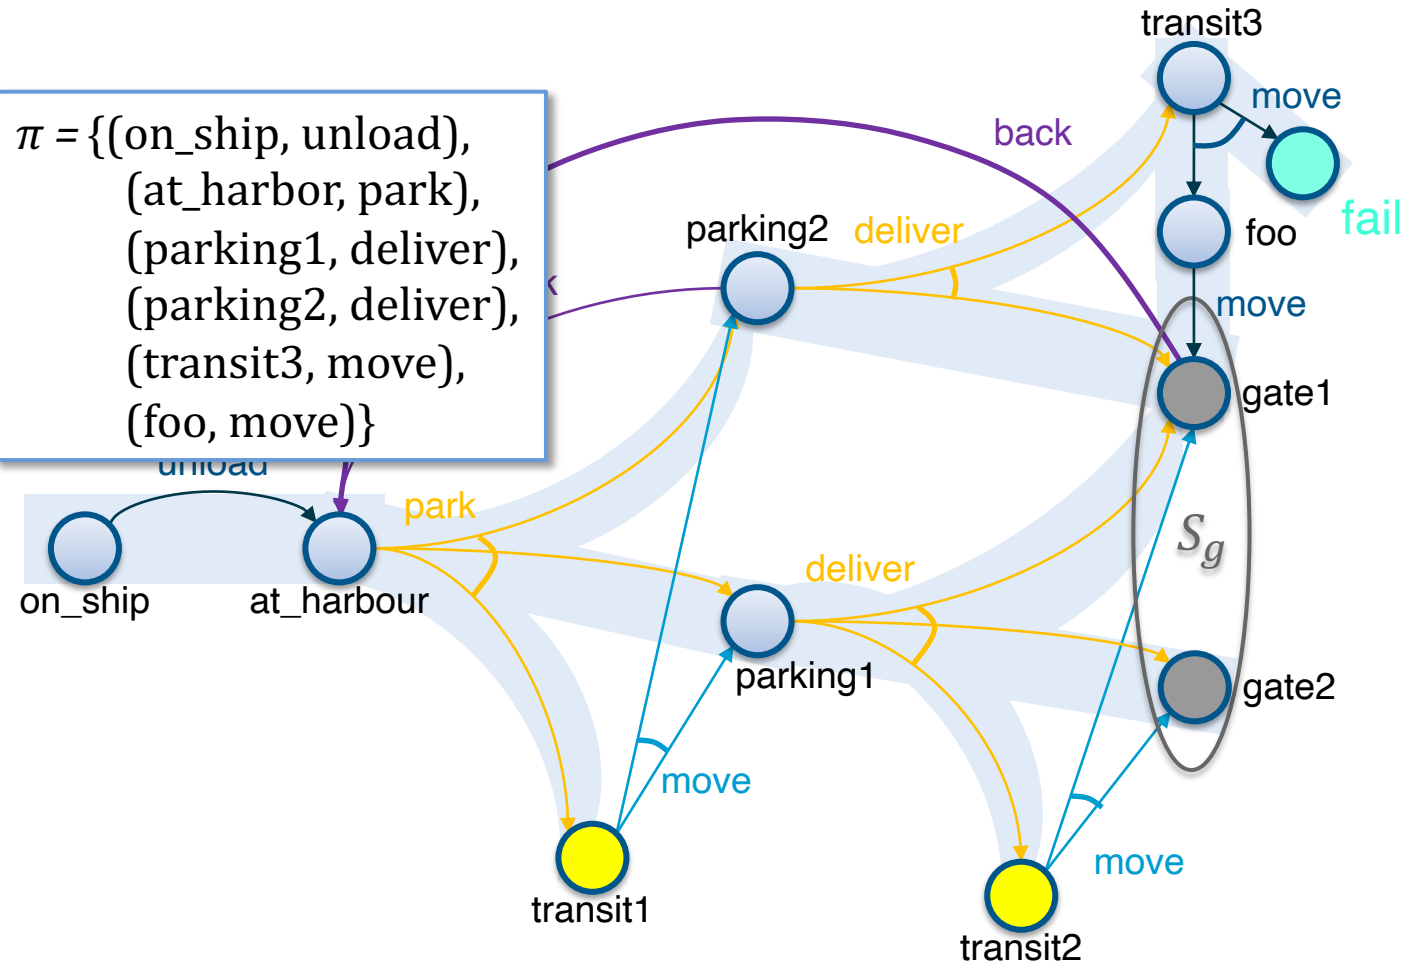 transit3
move
π = {(on_ship, unload),
(at_harbor, park),
(parking1, deliver),
(parking2, deliver),
(transit3, move),
(foo, move)}
back
fail
parking2
deliver
foo
k
move
gate1
unload
park
S_g
deliver
on_ship
at_harbour
parking1
gate2
move
move
transit1
transit2